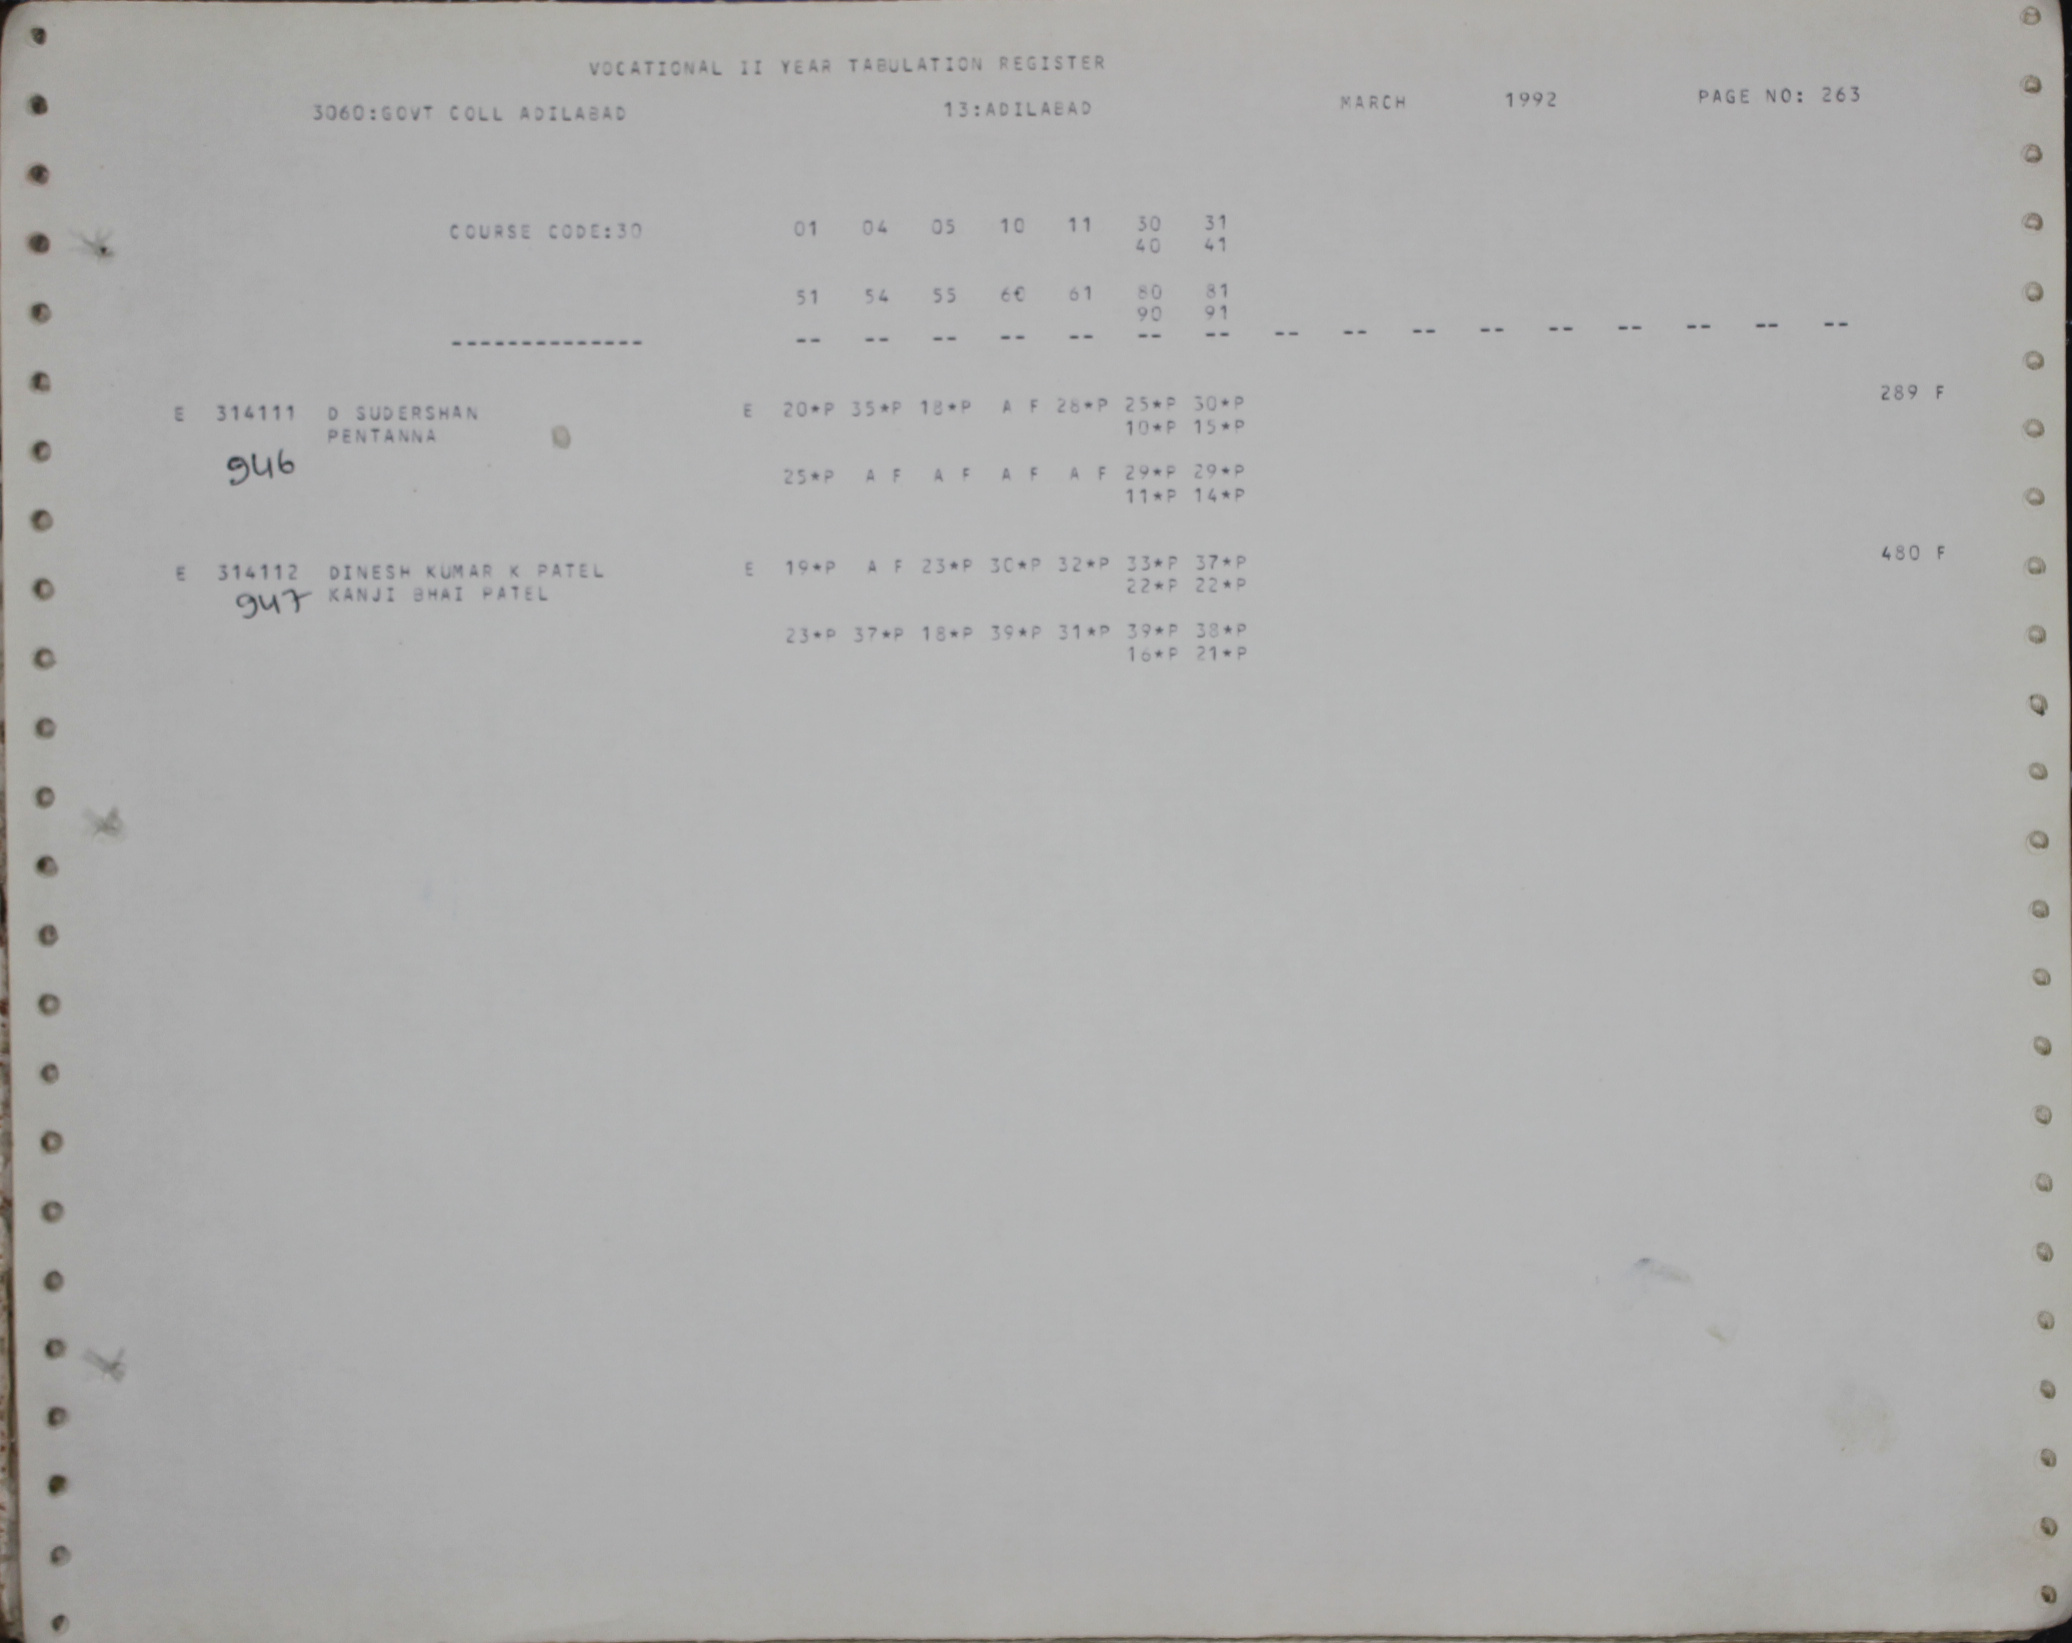 VOCATIONAL II YEAR TABULATION REGISTER
3060:GOVT COLL ADILABAD 13:ADILABAD MARCH 1992 PAGE NO: 263
COURSE CODE:30 01 04 05 10 11 30 31
40 41
51 54 55 60 61 80 81
90 91
-------------- -- -- -- -- -- -- -- -- -- -- -- -- -- -- -- --
E 314111 D SUDERSHAN E 20*P 35*P 18*P A F 28*P 25*P 30*P 289 F
PENTANNA 10*P 15*P
946
25*P A F A F A F A F 29*P 29*P
11*P 14*P
E 314112 DINESH KUMAR K PATEL E 19*P A F 23*P 30*P 32*P 33*P 37*P 480 F
947 KANJI BHAI PATEL 22*P 22*P
23*P 37*P 18*P 39*P 31*P 39*P 38*P
16*P 21*P